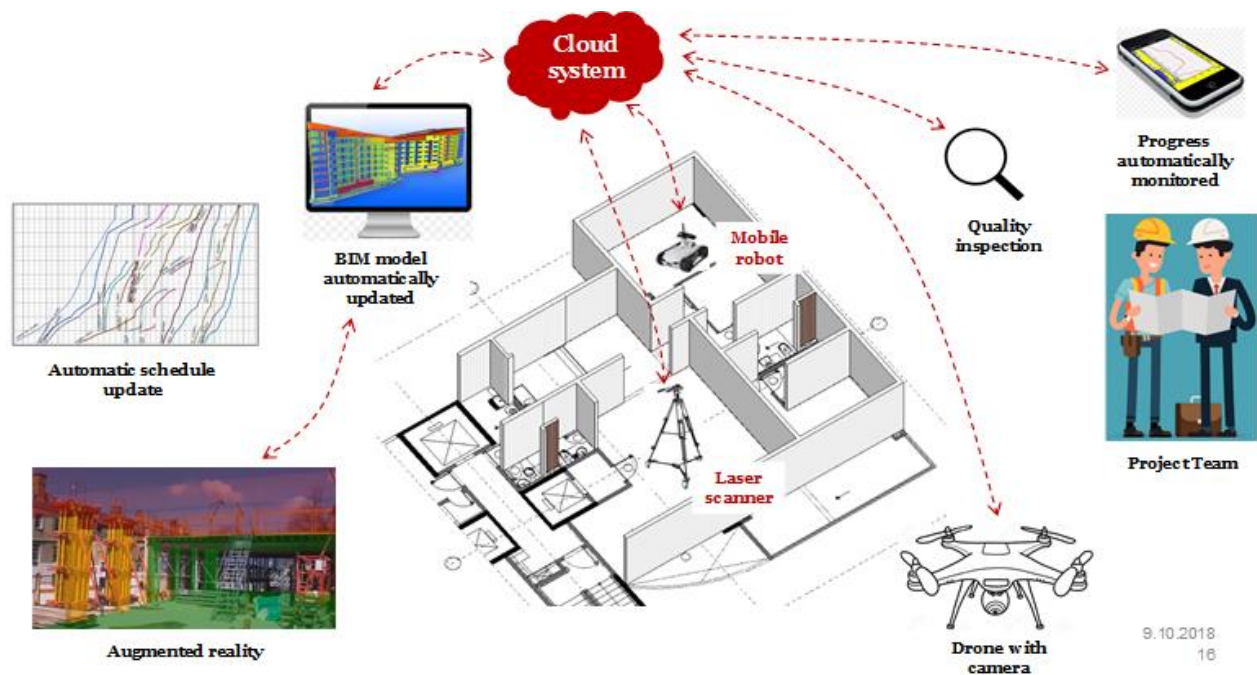 Cloud
system
Progress
automatically
monitored
Quality
inspection
Mobile
robot
BIM model
automatically
updated
Automatic schedule
update
Laser
scanner
Project Team
Augmented reality
Drone with
camera
9.10.2018
16